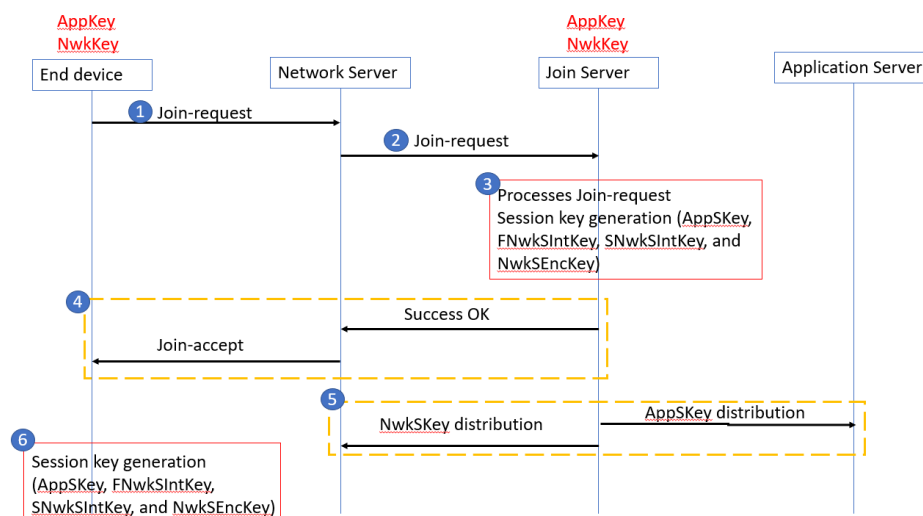 AppKey
NwkKey
AppKey
NwkKey
End device
Network Server
Join Server
Application Server
1 Join-request
2 Join-request
3
Processes Join-request
Session key generation (AppSKey,
FNwkSIntKey, SNwkSIntKey, and
NwkSEncKey)
4
Success OK
Join-accept
5
NwkSKey distribution
AppSKey distribution
6
Session key generation
(AppSKey, FNwkSIntKey,
SNwkSIntKey, and NwkSEncKey)